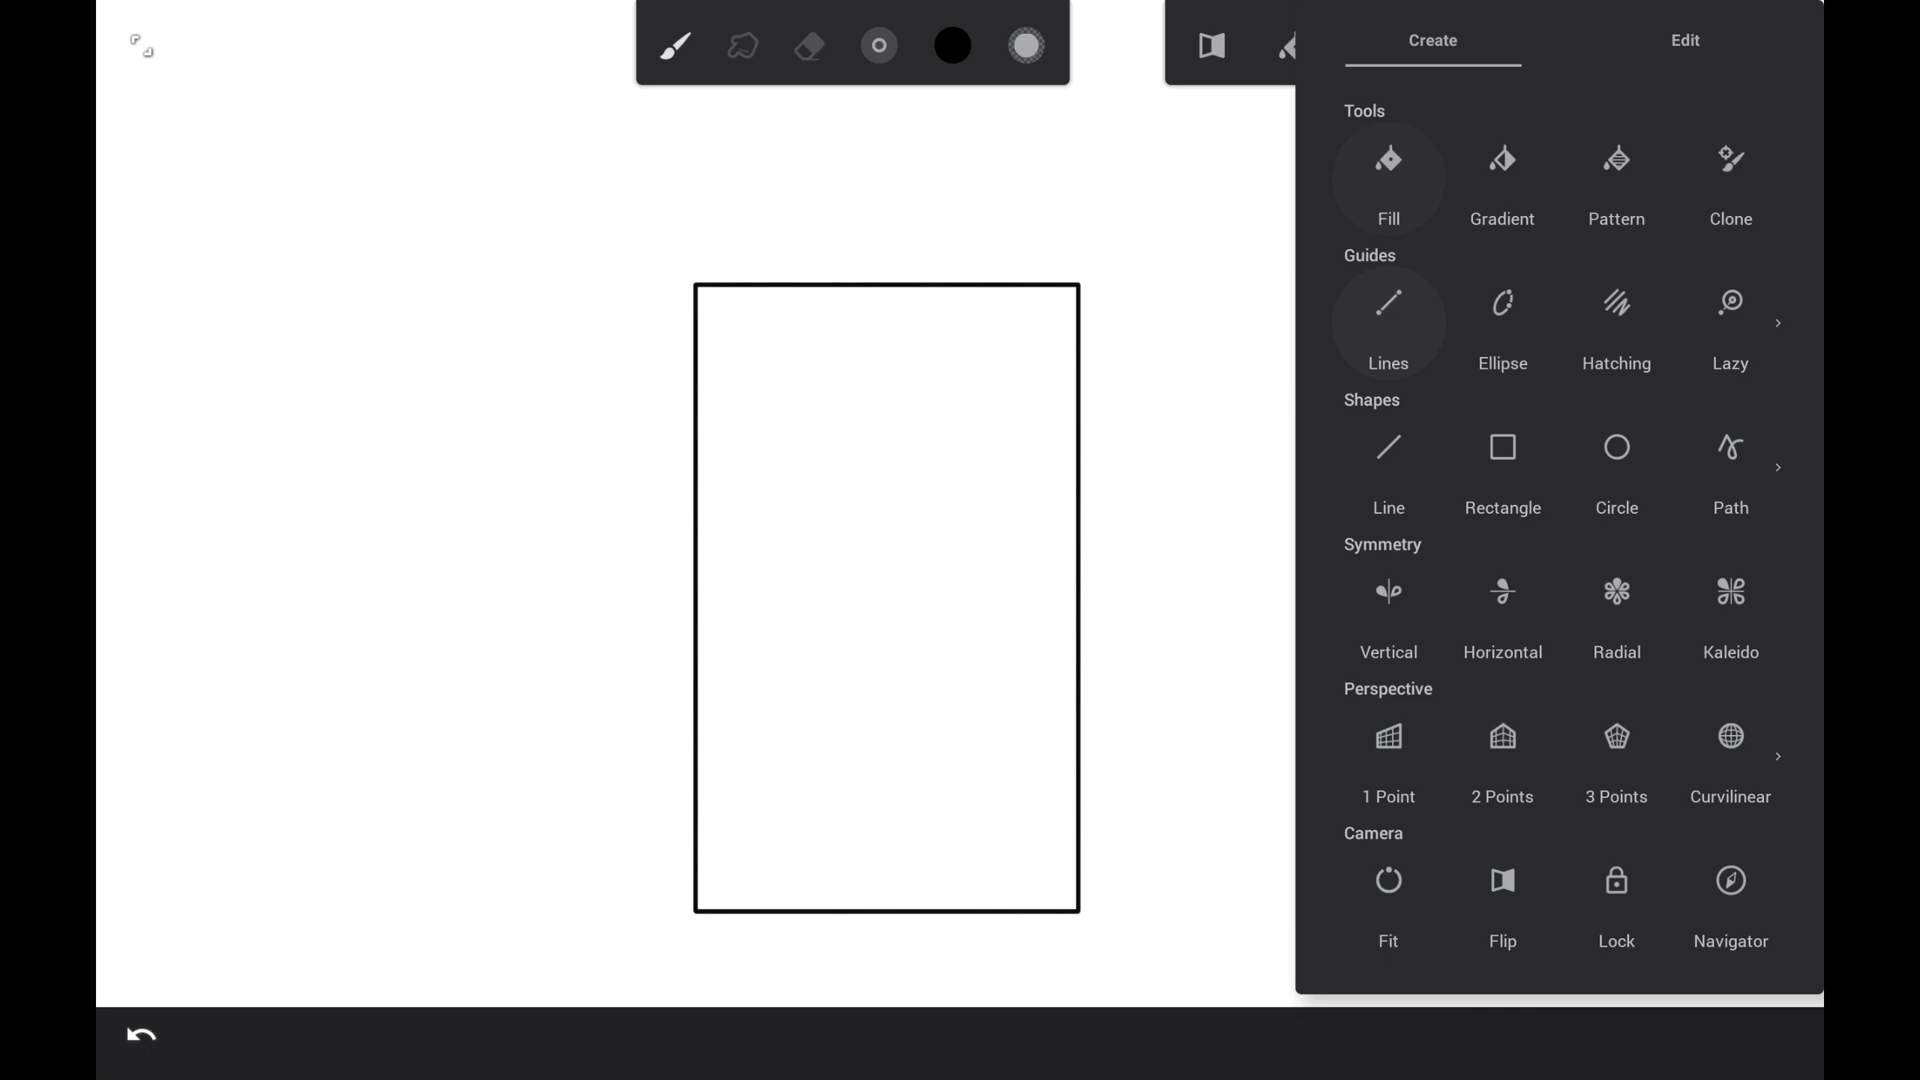 Create Edit
Tools
Fill Gradient Pattern Clone
Guides
Lines Ellipse Hatching Lazy
Shapes
Line Rectangle Circle Path
Symmetry
Vertical Horizontal Radial Kaleido
Perspective
1 Point 2 Points 3 Points Curvilinear
Camera
Fit Flip Lock Navigator